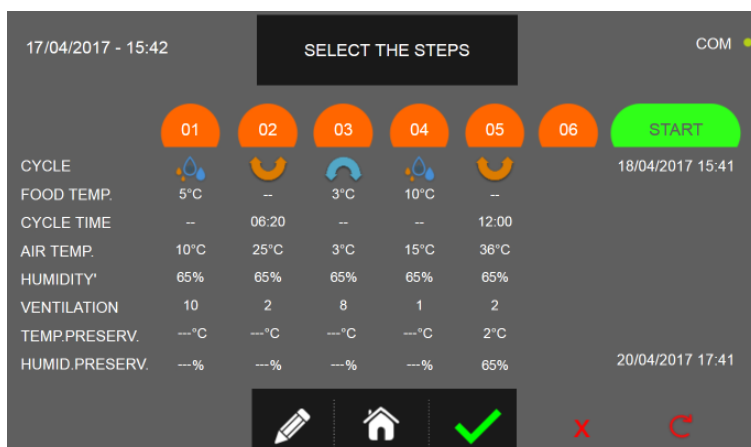 17/04/2017 - 15:42
SELECT THE STEPS
COM
01 02 03 04 05 06 START
CYCLE 18/04/2017 15:41
FOOD TEMP. 5°C -- 3°C 10°C --
CYCLE TIME -- 06:20 -- -- 12:00
AIR TEMP. 10°C 25°C 3°C 15°C 36°C
HUMIDITY' 65% 65% 65% 65% 65%
VENTILATION 10 2 8 1 2
TEMP.PRESERV. ---°C ---°C ---°C ---°C 2°C
HUMID.PRESERV. ---% ---% ---% ---% 65% 20/04/2017 17:41
X